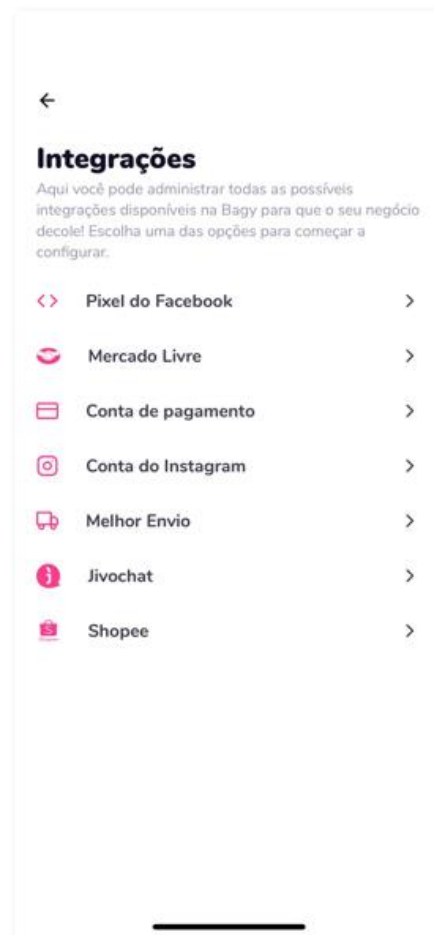 Integrações
Aqui você pode administrar todas as possíveis
integrações disponíveis na Bagy para que o seu negócio
decole! Escolha uma das opções para começar a
configurar.
Pixel do Facebook
Mercado Livre
Conta de pagamento
Conta do Instagram
Melhor Envio
Jivochat
Shopee